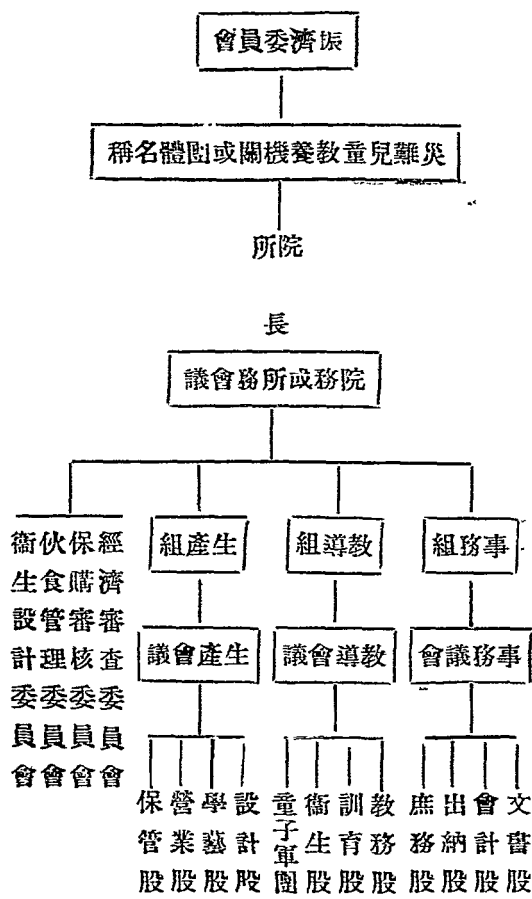 振濟委員會
災難兒童教養機關或團體名稱
院所
長
院務或所務會議
事務組
教導組
生產組
經濟審查委員會
保購審核委員會
伙食管理委員會
衞生設計委員會
事務議會
教導會議
生產會議
文書股
會計股
出納股
庶務股
教務股
訓育股
衞生股
童子軍團
設計股
學藝股
營業股
保管股